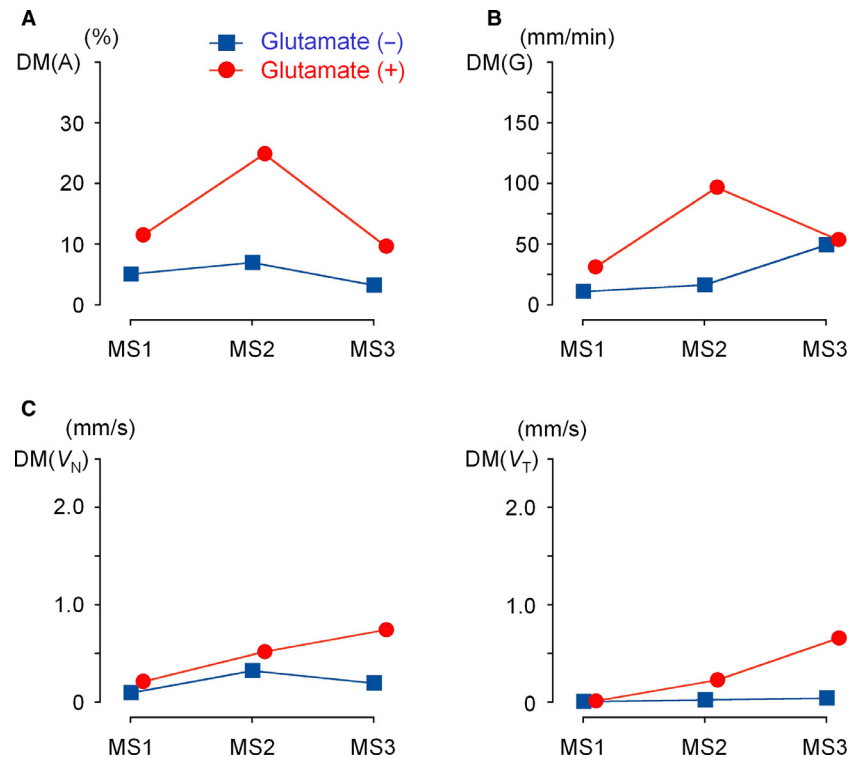 A
(%)
DM(A)
Glutamate (–)
Glutamate (+)
30
20
10
0
MS1 MS2 MS3
B
(mm/min)
DM(G)
150
100
50
0
MS1 MS2 MS3
C
(mm/s)
DM(VN)
2.0
1.0
0
MS1 MS2 MS3
(mm/s)
DM(VT)
2.0
1.0
0
MS1 MS2 MS3